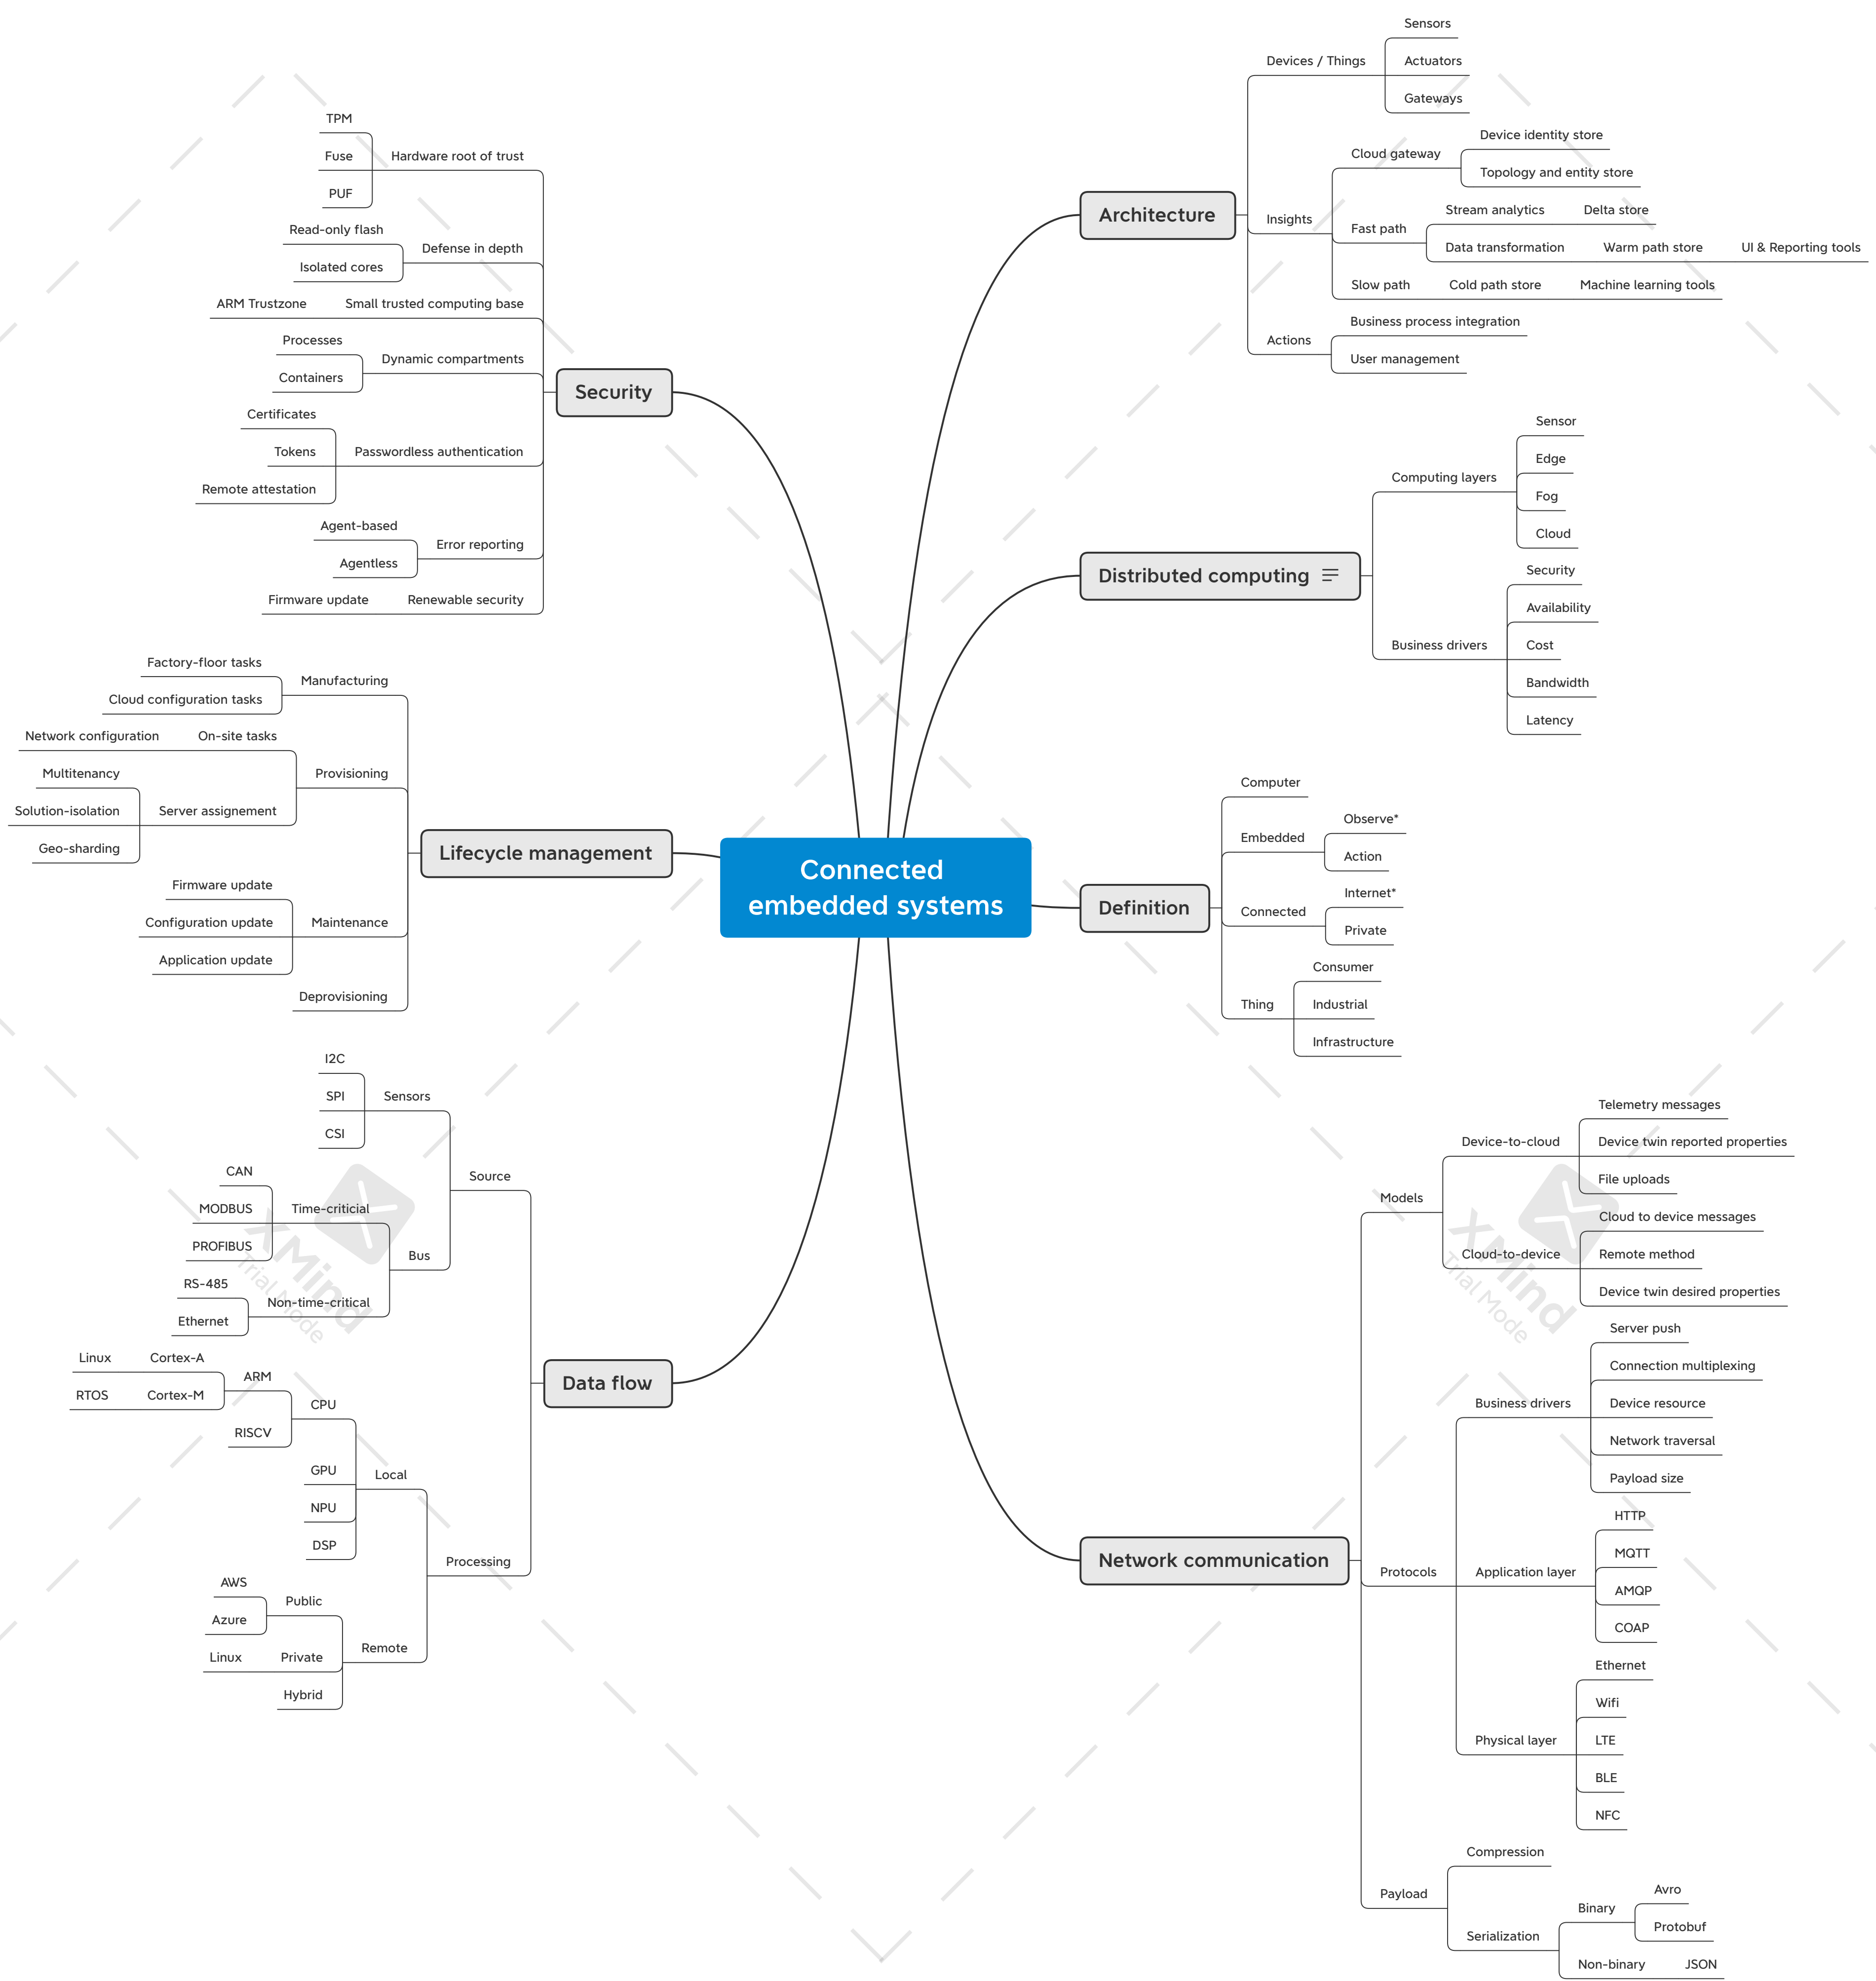 Connected
embedded systems
Architecture
Devices / Things
Sensors
Actuators
Gateways
Insights
Cloud gateway
Device identity store
Topology and entity store
Fast path
Stream analytics
Delta store
Data transformation
Warm path store
UI & Reporting tools
Slow path
Cold path store
Machine learning tools
Actions
Business process integration
User management
Distributed computing
Computing layers
Sensor
Edge
Fog
Cloud
Business drivers
Security
Availability
Cost
Bandwidth
Latency
Definition
Computer
Embedded
Observe*
Action
Connected
Internet*
Private
Thing
Consumer
Industrial
Infrastructure
Network communication
Models
Device-to-cloud
Telemetry messages
Device twin reported properties
File uploads
Cloud-to-device
Cloud to device messages
Remote method
Device twin desired properties
Protocols
Business drivers
Server push
Connection multiplexing
Device resource
Network traversal
Payload size
Application layer
HTTP
MQTT
AMQP
COAP
Physical layer
Ethernet
Wifi
LTE
BLE
NFC
Payload
Compression
Serialization
Binary
Avro
Protobuf
Non-binary
JSON
Security
Hardware root of trust
TPM
Fuse
PUF
Defense in depth
Read-only flash
Isolated cores
Small trusted computing base
ARM Trustzone
Dynamic compartments
Processes
Containers
Passwordless authentication
Certificates
Tokens
Remote attestation
Error reporting
Agent-based
Agentless
Renewable security
Firmware update
Lifecycle management
Manufacturing
Factory-floor tasks
Cloud configuration tasks
Provisioning
On-site tasks
Network configuration
Server assignement
Multitenancy
Solution-isolation
Geo-sharding
Maintenance
Firmware update
Configuration update
Application update
Deprovisioning
Data flow
Source
Sensors
I2C
SPI
CSI
Bus
Time-criticial
CAN
MODBUS
PROFIBUS
Non-time-critical
RS-485
Ethernet
Processing
Local
CPU
ARM
Cortex-A
Linux
Cortex-M
RTOS
RISCV
GPU
NPU
DSP
Remote
Public
AWS
Azure
Private
Linux
Hybrid
XMind
Trial Mode
XMind
Trial Mode